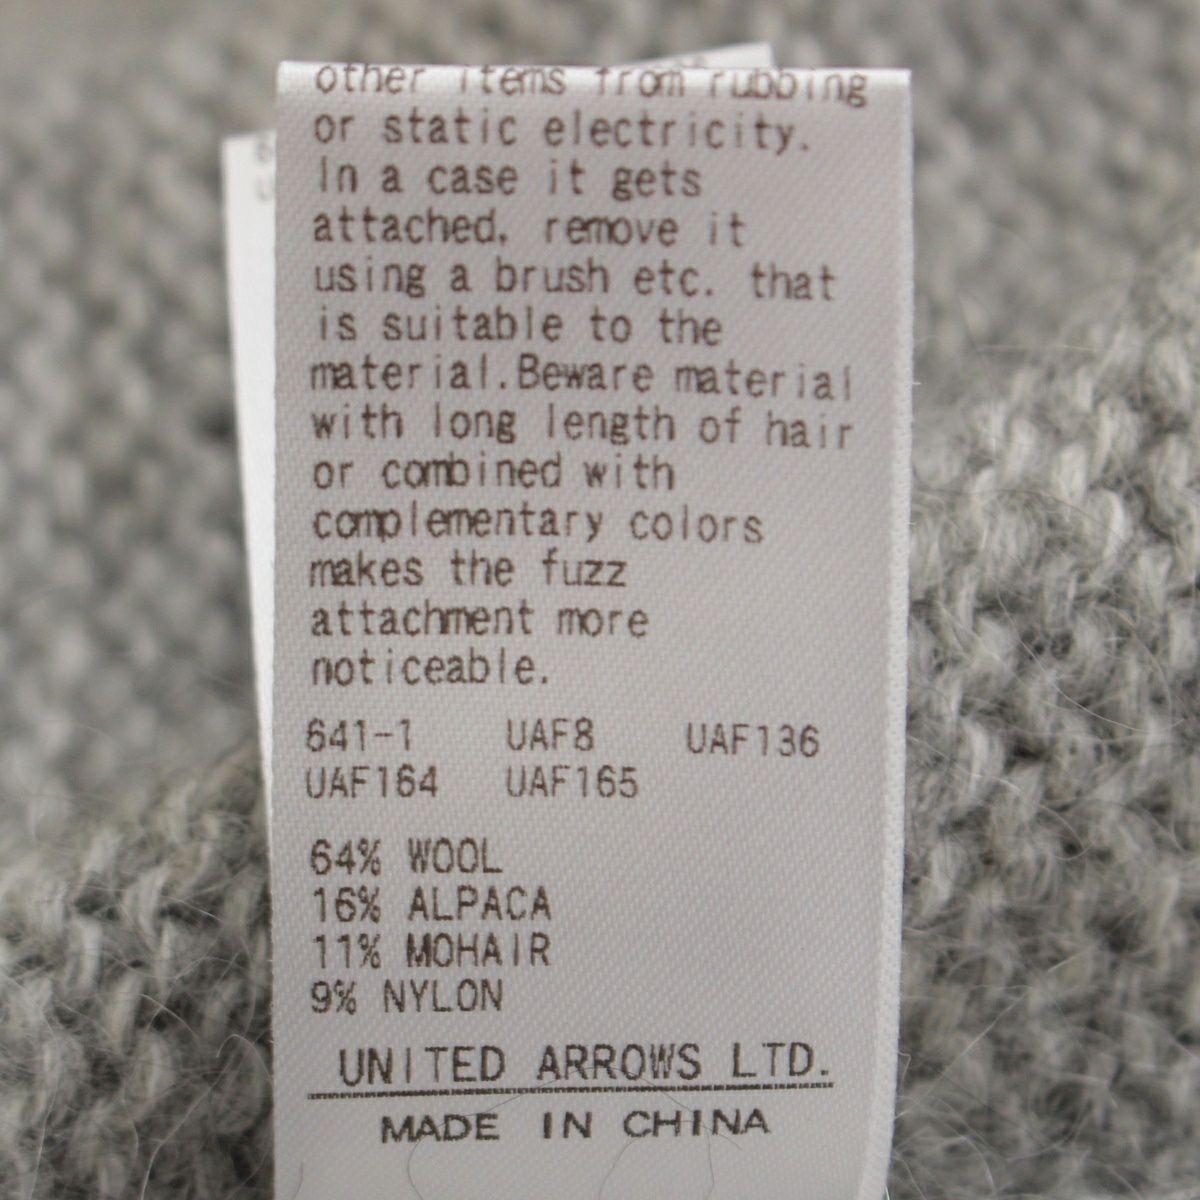 other items from rubbing
or static electricity.
In a case it gets
attached, remove it
using a brush etc. that
is suitable to the
material.Beware material
with long length of hair
or combined with
complementary colors
makes the fuzz
attachment more
noticeable.
641-1 UAF8 UAF136
UAF164 UAF165
64% WOOL
16% ALPACA
11% MOHAIR
9% NYLON
UNITED ARROWS LTD.
MADE IN CHINA